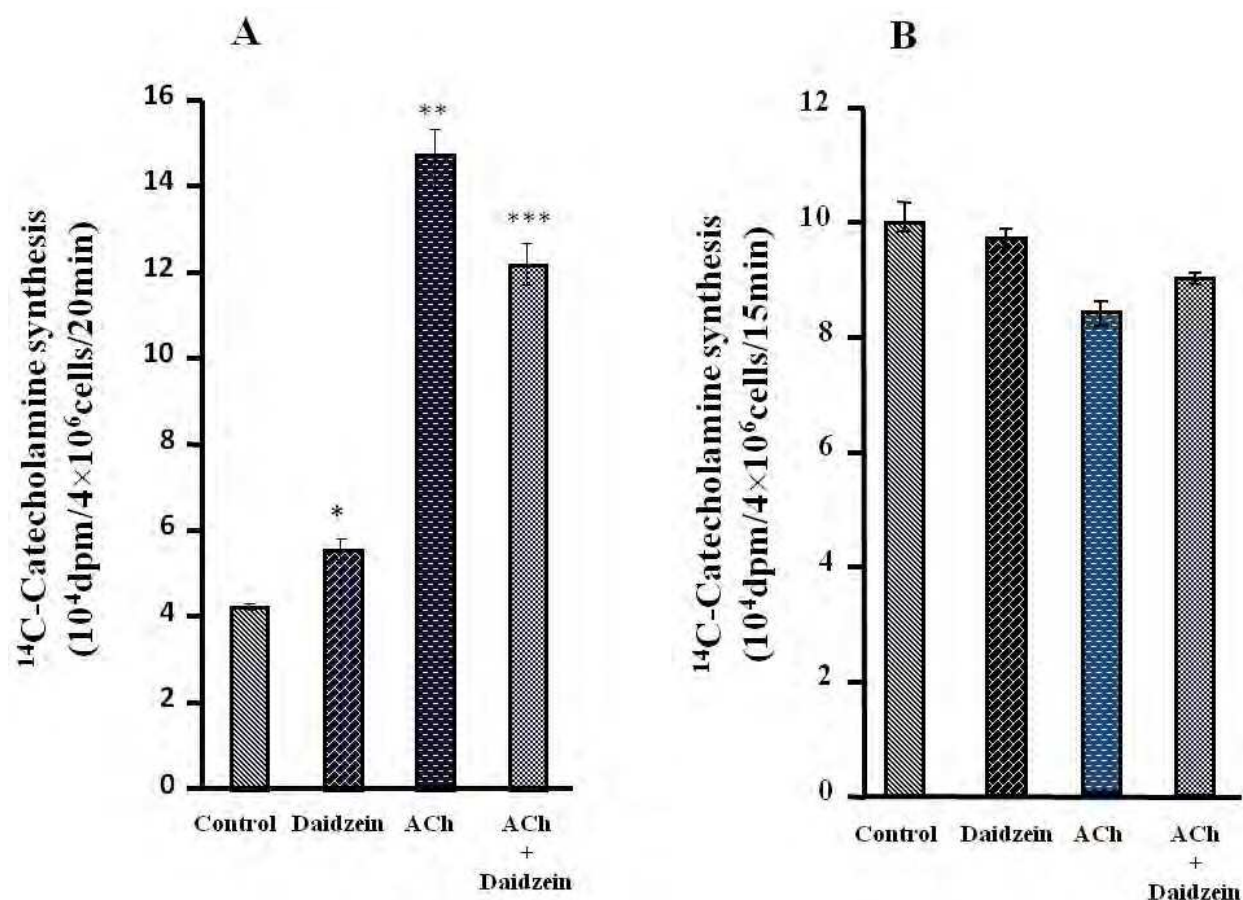 A
¹⁴C-Catecholamine synthesis
(10⁴dpm/4×10⁶cells/20min)
16
14
12
10
8
6
4
2
0
*
**
***
Control
Daidzein
ACh
ACh
+
Daidzein
B
¹⁴C-Catecholamine synthesis
(10⁴dpm/4×10⁶cells/15min)
12
10
8
6
4
2
0
Control
Daidzein
ACh
ACh
+
Daidzein